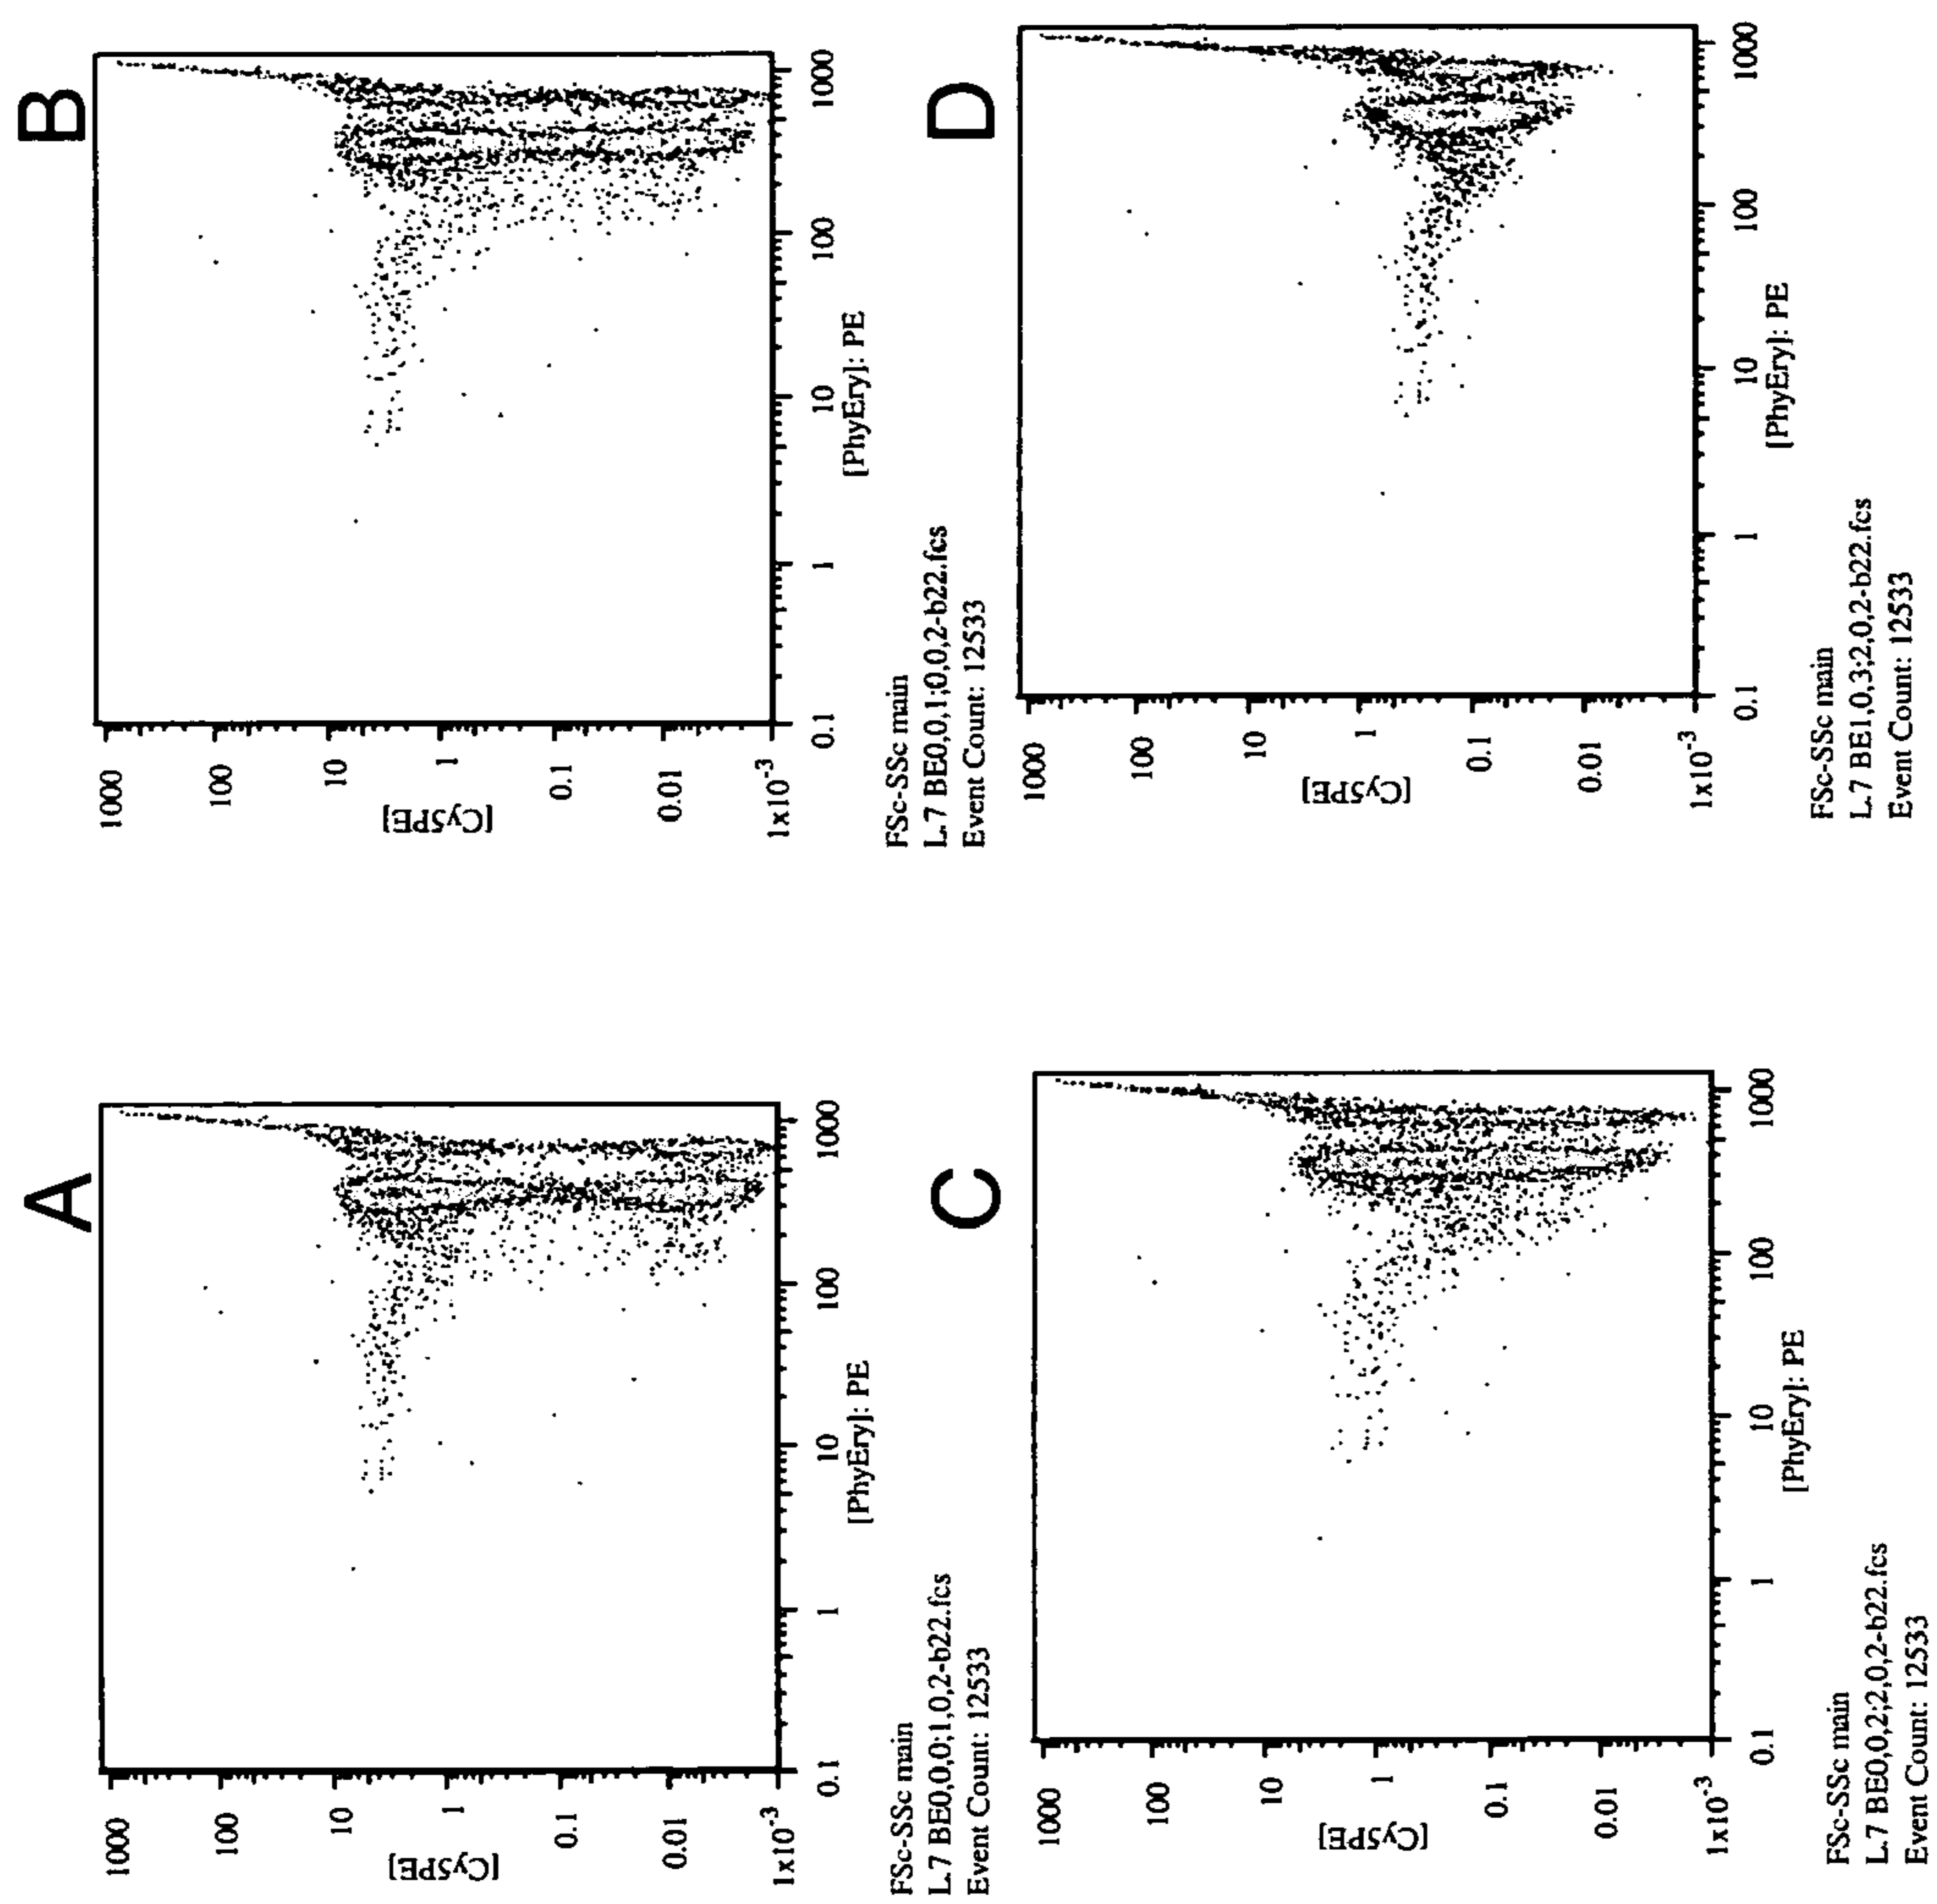 A
1000
100
10
1
0.1
0.01
1x10-3
[Cy5PE]
0.1
1
10
100
1000
[PhyEry]: PE
FSc-SSc main
L.7 BE0,0,0;1,0,2-b22.fcs
Event Count: 12533
B
1000
100
10
1
0.1
0.01
1x10-3
[Cy5PE]
0.1
1
10
100
1000
[PhyEry]: PE
FSc-SSc main
L.7 BE0,0,1;0,0,2-b22.fcs
Event Count: 12533
C
1000
100
10
1
0.1
0.01
1x10-3
[Cy5PE]
0.1
1
10
100
1000
[PhyEry]: PE
FSc-SSc main
L.7 BE0,0,2;2,0,2-b22.fcs
Event Count: 12533
D
1000
100
10
1
0.1
0.01
1x10-3
[Cy5PE]
0.1
1
10
100
1000
[PhyEry]: PE
FSc-SSc main
L.7 BE1,0,3;2,0,2-b22.fcs
Event Count: 12533